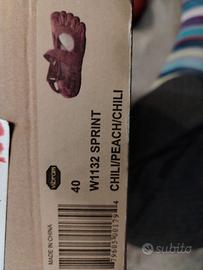 vibram
40
W1132 SPRINT
CHILI/PEACH/CHILI
MADE IN CHINA
subito